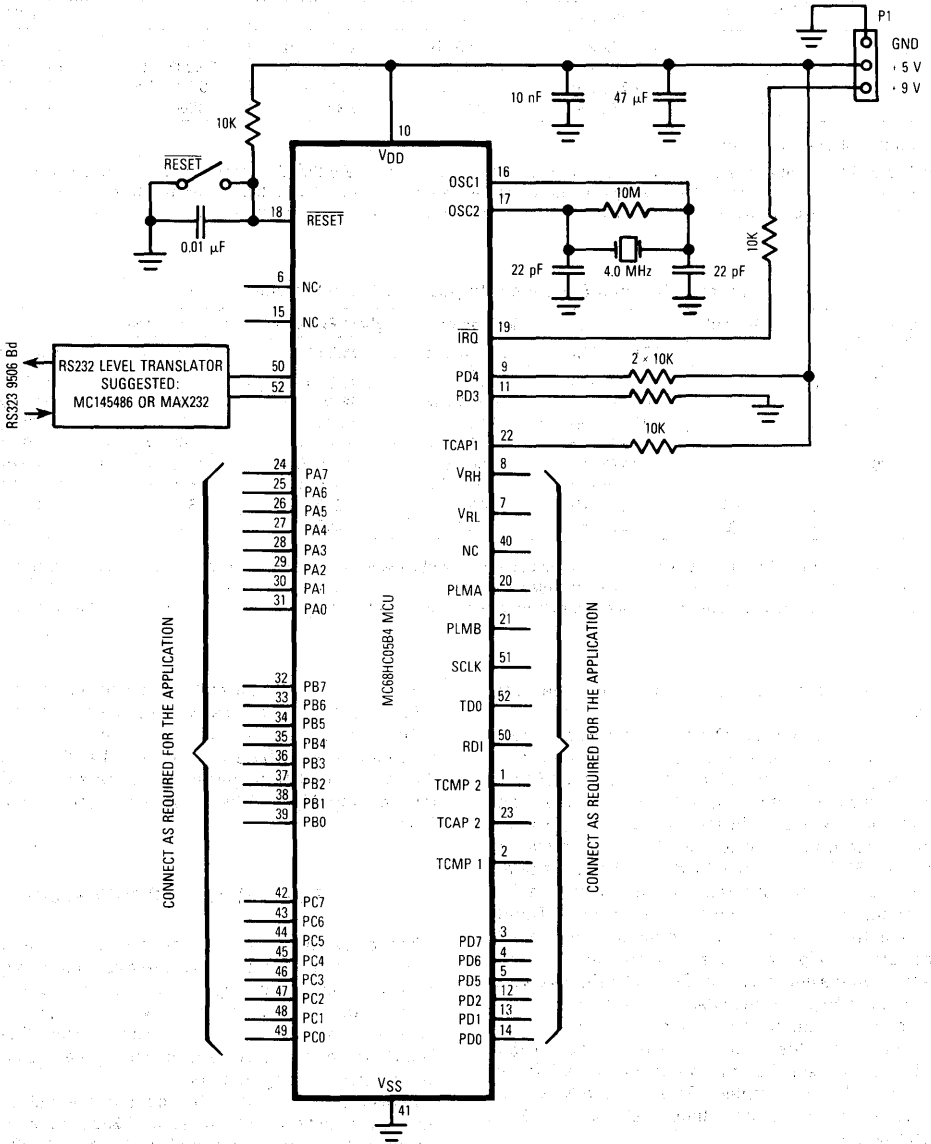 P1
GND
+5 V
+9 V
10 nF
47 µF
10K
10
VDD
RESET
16
OSC1
10M
17
OSC2
18
RESET
0.01 µF
10K
22 pF
4.0 MHz
22 pF
6
NC
15
NC
19
IRQ
RS323 9506 Bd
RS232 LEVEL TRANSLATOR
SUGGESTED:
MC145486 OR MAX232
50
52
9
PD4
2 × 10K
11
PD3
22
TCAP1
10K
24 PA7
25 PA6
26 PA5
27 PA4
28 PA3
29 PA2
30 PA1
31 PA0
32 PB7
33 PB6
34 PB5
35 PB4
36 PB3
37 PB2
38 PB1
39 PB0
42 PC7
43 PC6
44 PC5
45 PC4
46 PC3
47 PC2
48 PC1
49 PC0
CONNECT AS REQUIRED FOR THE APPLICATION
MC68HC05B4 MCU
VRH 8
VRL 7
NC 40
PLMA 20
PLMB 21
SCLK 51
TD0 52
RDI 50
TCMP 2 1
TCAP 2 23
TCMP 1 2
PD7 3
PD6 4
PD5 5
PD2 12
PD1 13
PD0 14
CONNECT AS REQUIRED FOR THE APPLICATION
VSS
41